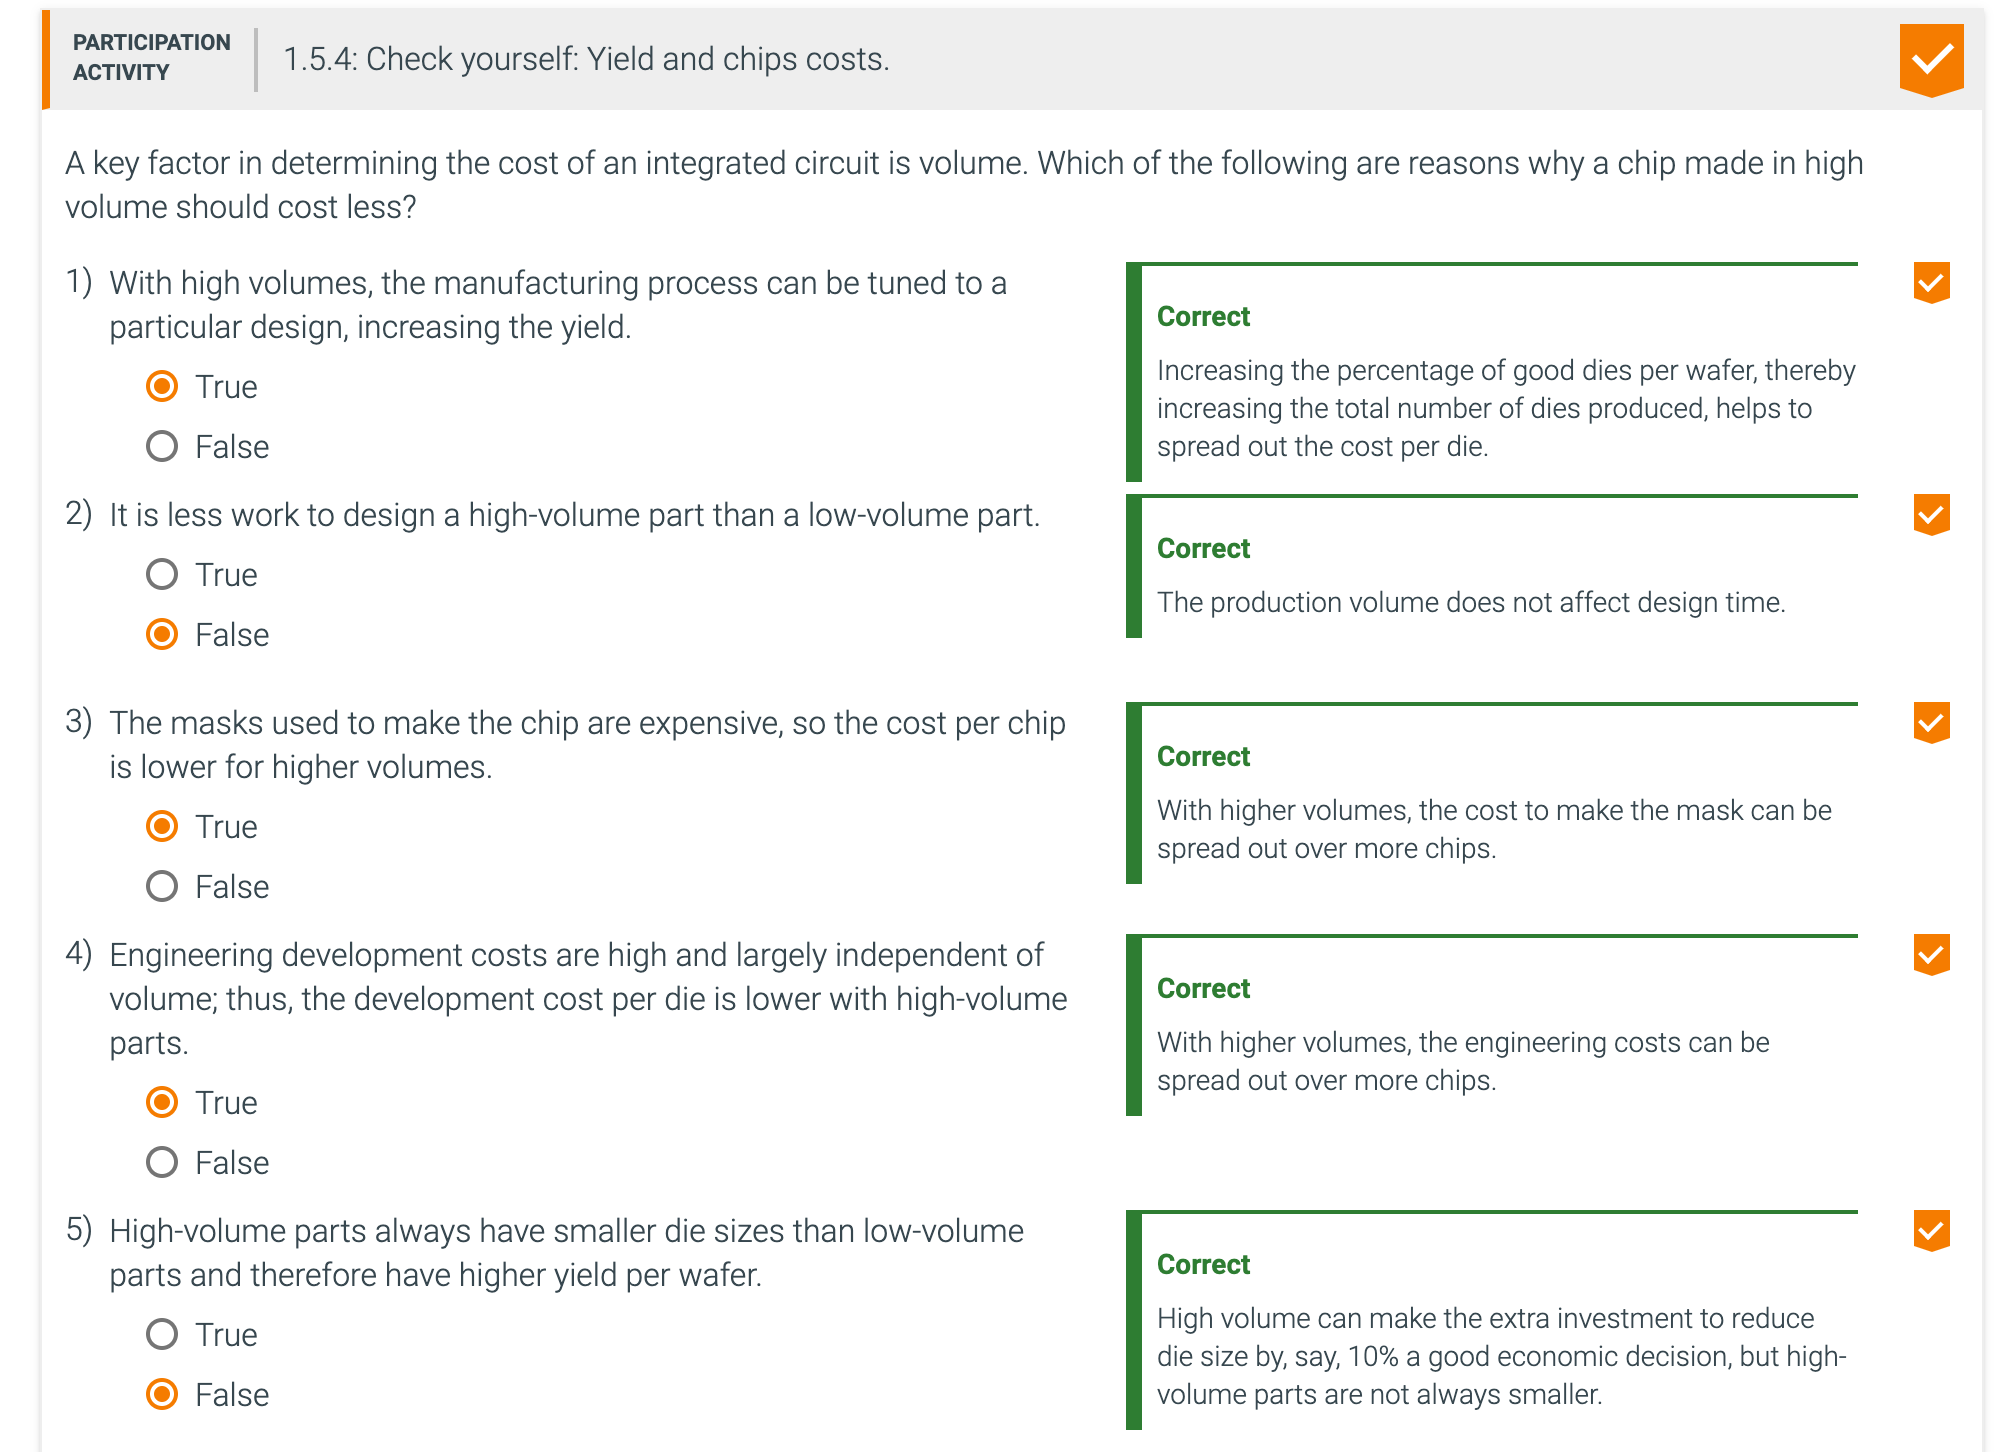 PARTICIPATION
ACTIVITY
1.5.4: Check yourself: Yield and chips costs.
A key factor in determining the cost of an integrated circuit is volume. Which of the following are reasons why a chip made in high
volume should cost less?
1) With high volumes, the manufacturing process can be tuned to a
particular design, increasing the yield.
True
False
Correct
Increasing the percentage of good dies per wafer, thereby
increasing the total number of dies produced, helps to
spread out the cost per die.
2) It is less work to design a high-volume part than a low-volume part.
True
False
Correct
The production volume does not affect design time.
3) The masks used to make the chip are expensive, so the cost per chip
is lower for higher volumes.
True
False
Correct
With higher volumes, the cost to make the mask can be
spread out over more chips.
4) Engineering development costs are high and largely independent of
volume; thus, the development cost per die is lower with high-volume
parts.
True
False
Correct
With higher volumes, the engineering costs can be
spread out over more chips.
5) High-volume parts always have smaller die sizes than low-volume
parts and therefore have higher yield per wafer.
True
False
Correct
High volume can make the extra investment to reduce
die size by, say, 10% a good economic decision, but high-
volume parts are not always smaller.